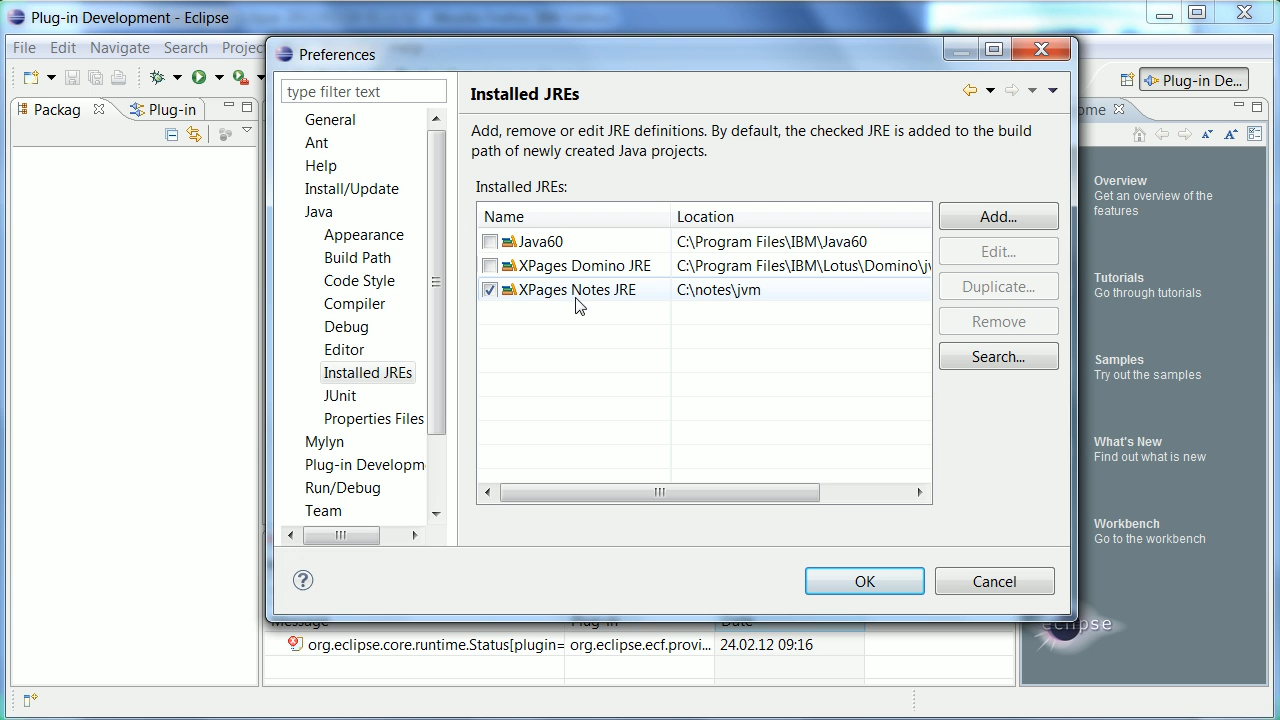 Plug-in Development - Eclipse
File Edit Navigate Search Projec
Preferences
type filter text
Installed JREs
Plug-in De...
Packag
Plug-in
ome
General
Ant
Help
Install/Update
Java
Appearance
Build Path
Code Style
Compiler
Debug
Editor
Installed JREs
JUnit
Properties Files
Mylyn
Plug-in Developm
Run/Debug
Team
Add, remove or edit JRE definitions. By default, the checked JRE is added to the build
path of newly created Java projects.
Installed JREs:
Name Location
Java60 C:\Program Files\IBM\Java60
XPages Domino JRE C:\Program Files\IBM\Lotus\Domino\jv
XPages Notes JRE C:\notes\jvm
Add...
Edit...
Duplicate...
Remove
Search...
OK
Cancel
Overview
Get an overview of the
features
Tutorials
Go through tutorials
Samples
Try out the samples
What's New
Find out what is new
Workbench
Go to the workbench
eclipse
Message Plug-in Date
org.eclipse.core.runtime.Status[plugin= org.eclipse.ecf.provi... 24.02.12 09:16